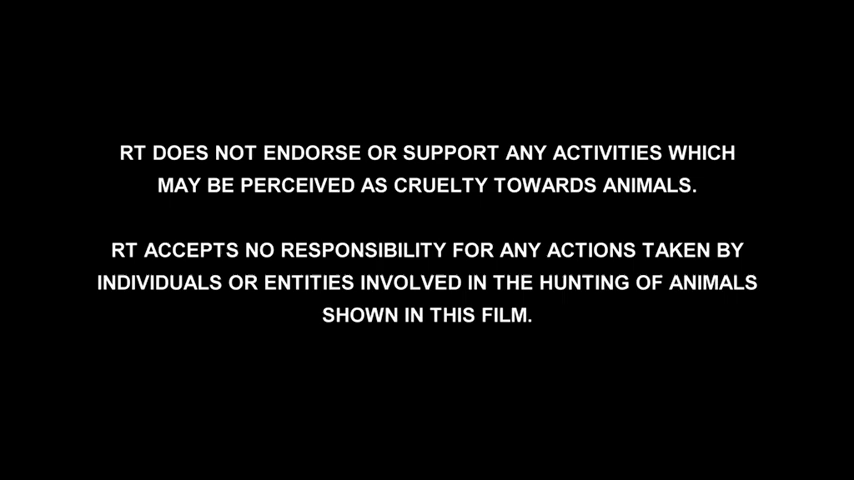 RT DOES NOT ENDORSE OR SUPPORT ANY ACTIVITIES WHICH
MAY BE PERCEIVED AS CRUELTY TOWARDS ANIMALS.
RT ACCEPTS NO RESPONSIBILITY FOR ANY ACTIONS TAKEN BY
INDIVIDUALS OR ENTITIES INVOLVED IN THE HUNTING OF ANIMALS
SHOWN IN THIS FILM.